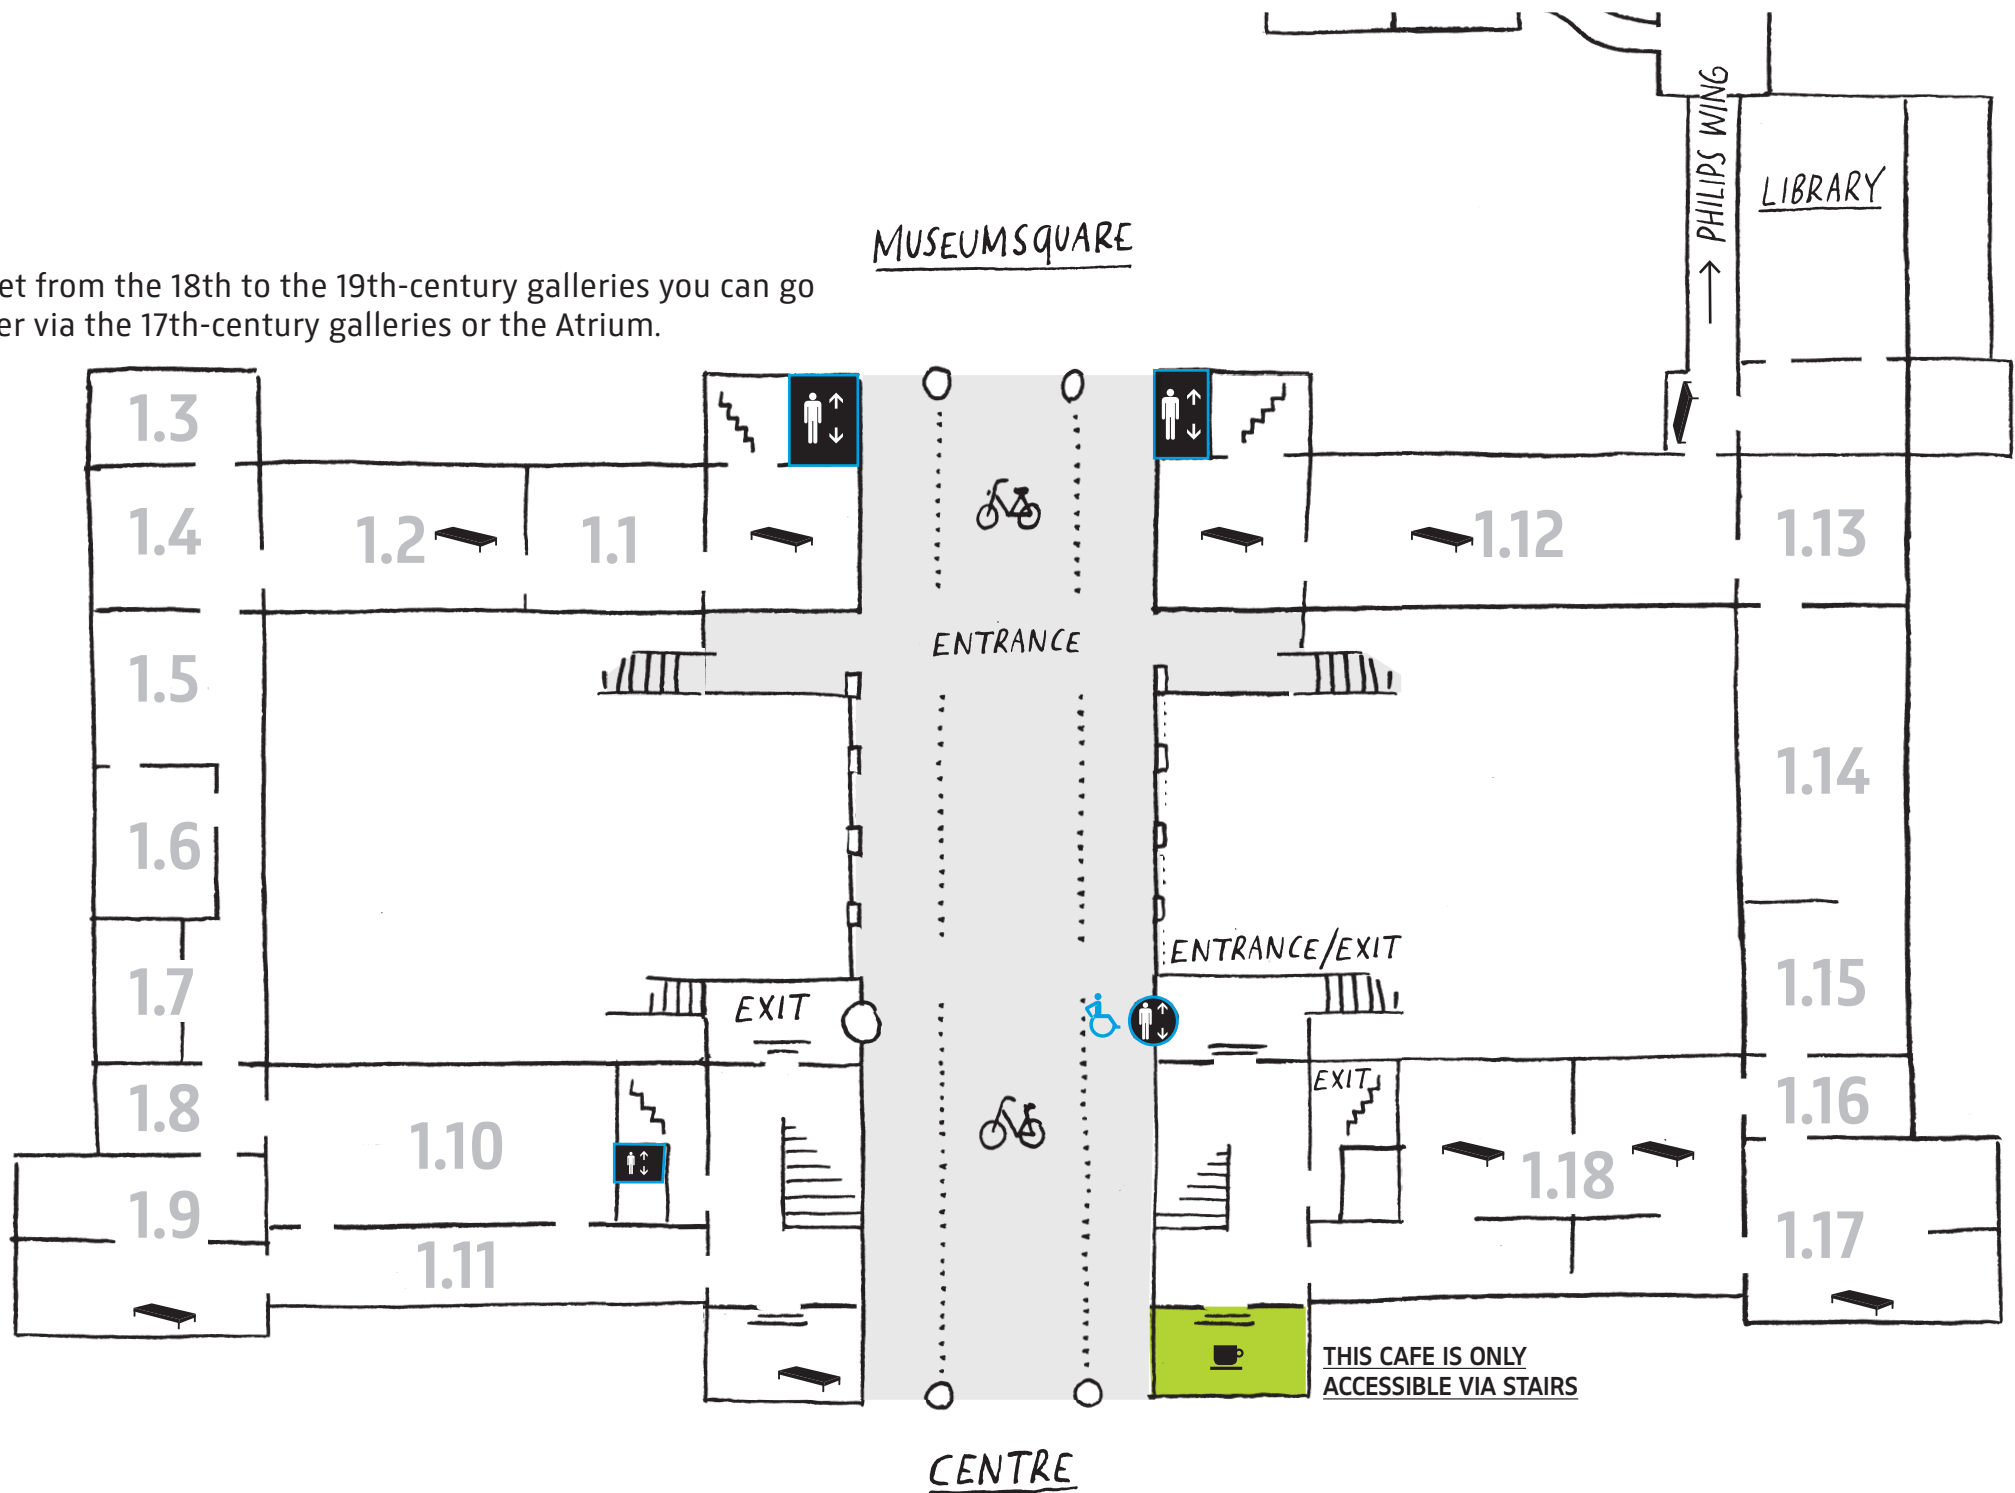 PHILIPS WING
LIBRARY
MUSEUMSQUARE
et from the 18th to the 19th-century galleries you can go
er via the 17th-century galleries or the Atrium.
1.3
1.4
1.2
1.1
1.12
1.13
ENTRANCE
1.5
1.14
1.6
ENTRANCE/EXIT
1.7
EXIT
1.15
EXIT
1.8
1.16
1.10
1.18
1.9
1.17
1.11
THIS CAFE IS ONLY
ACCESSIBLE VIA STAIRS
CENTRE